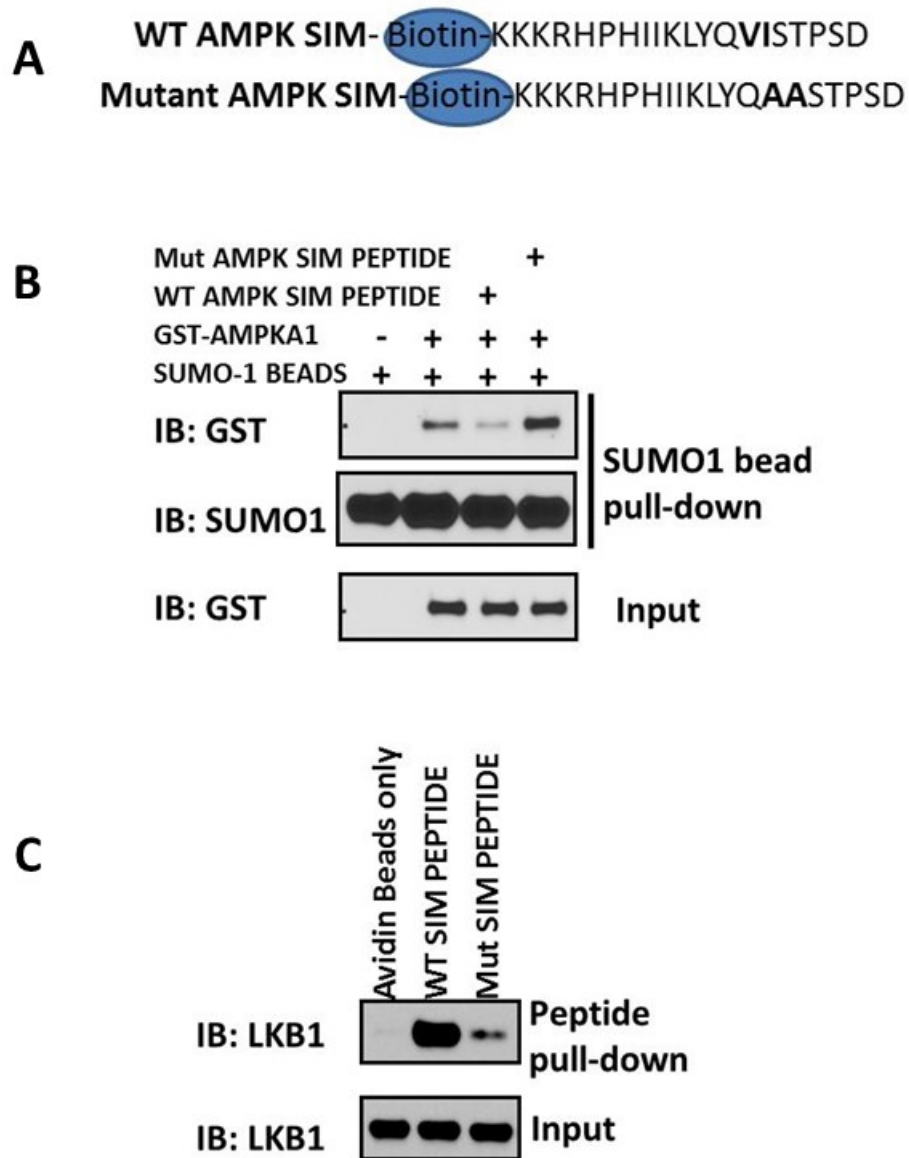 A
WT AMPK SIM- Biotin-KKKRHPHIIKLYQVISTPSD
Mutant AMPK SIM-Biotin-KKKRHPHIIKLYQAASTPSD
B
Mut AMPK SIM PEPTIDE +
WT AMPK SIM PEPTIDE +
GST-AMPKA1 - + + +
SUMO-1 BEADS + + + +
IB: GST
IB: SUMO1
SUMO1 bead
pull-down
IB: GST
Input
C
Avidin Beads only
WT SIM PEPTIDE
Mut SIM PEPTIDE
IB: LKB1
Peptide
pull-down
IB: LKB1
Input